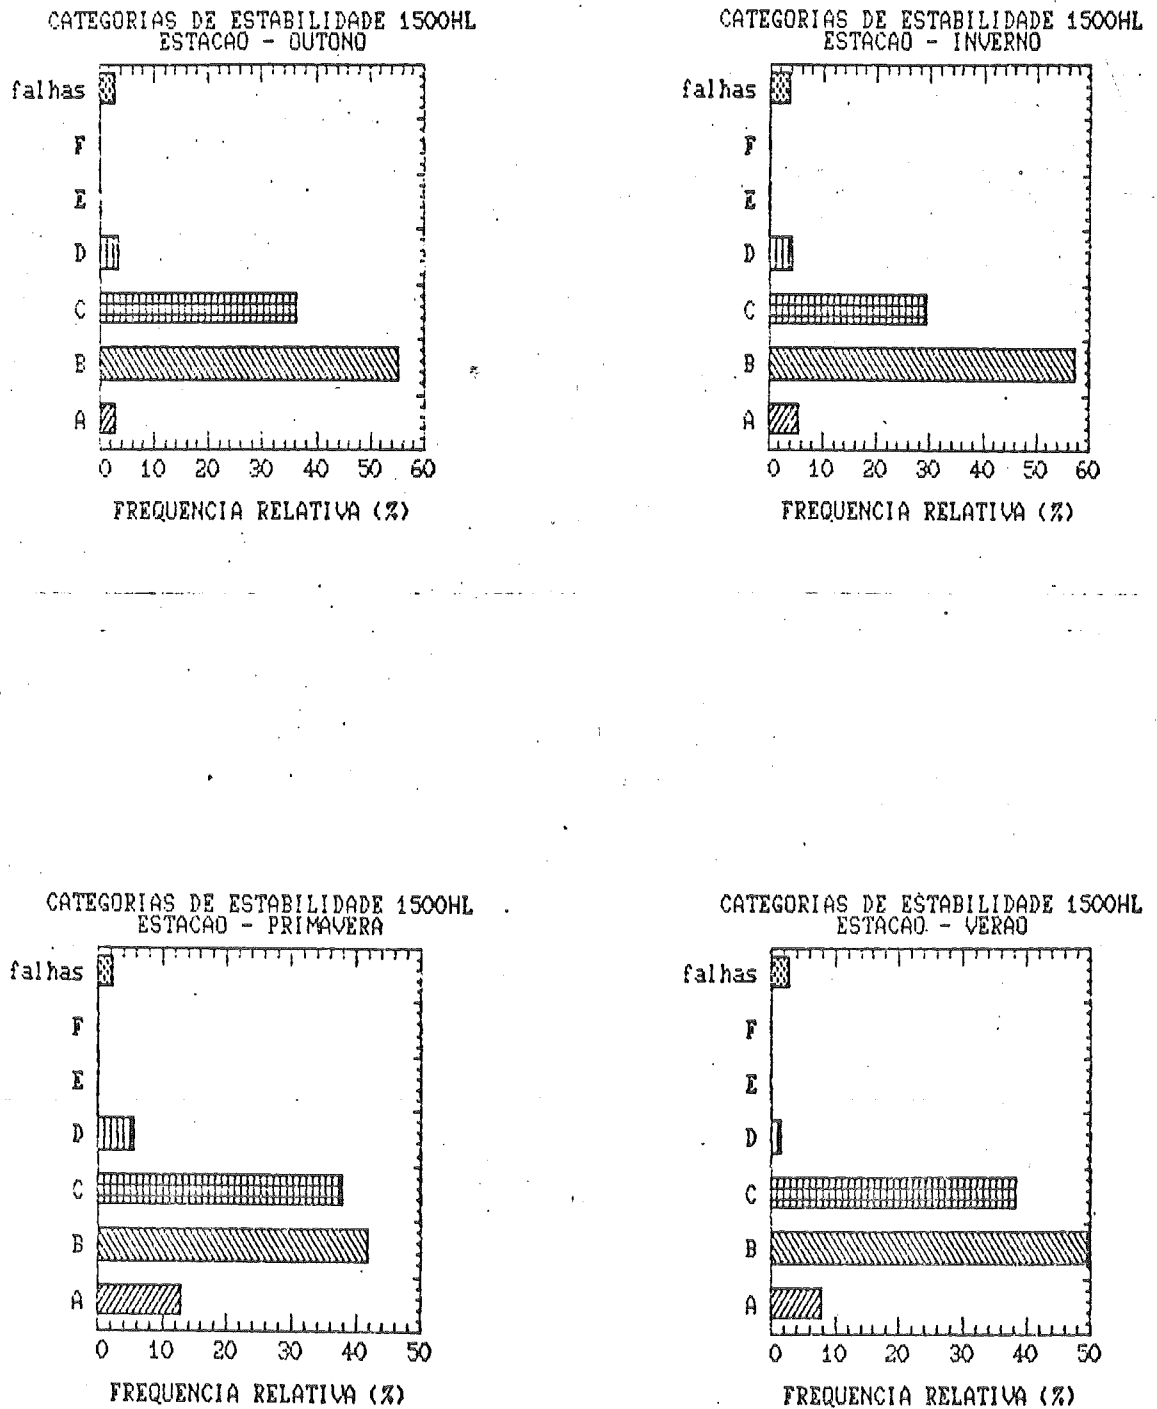 CATEGORIAS DE ESTABILIDADE 1500HL
ESTACAO - OUTONO
falhas
F
E
D
C
B
A
0 10 20 30 40 50 60
FREQUENCIA RELATIVA (%)
CATEGORIAS DE ESTABILIDADE 1500HL
ESTACAO - INVERNO
falhas
F
E
D
C
B
A
0 10 20 30 40 50 60
FREQUENCIA RELATIVA (%)
CATEGORIAS DE ESTABILIDADE 1500HL
ESTACAO - PRIMAVERA
falhas
F
E
D
C
B
A
0 10 20 30 40 50
FREQUENCIA RELATIVA (%)
CATEGORIAS DE ESTABILIDADE 1500HL
ESTACAO - VERAO
falhas
F
E
D
C
B
A
0 10 20 30 40 50
FREQUENCIA RELATIVA (%)